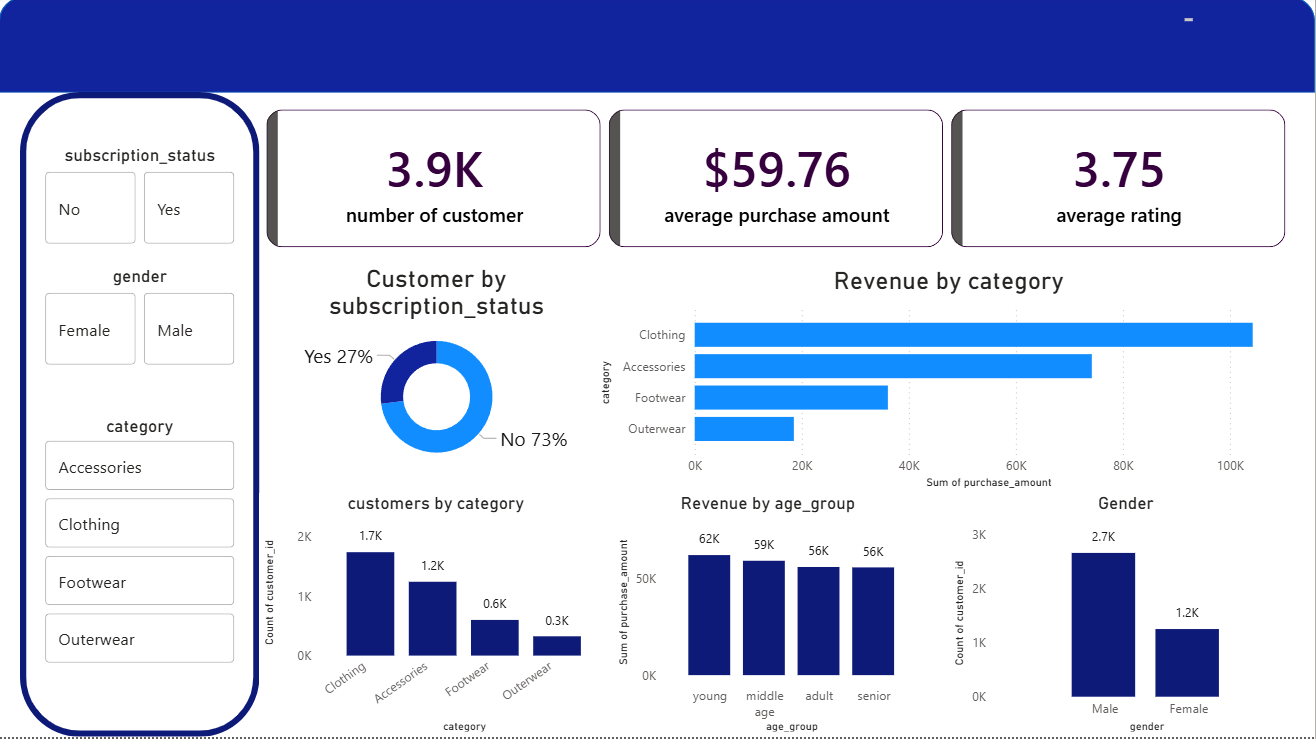 subscription_status
No
Yes
gender
Female
Male
category
Accessories
Clothing
Footwear
Outerwear
3.9K
number of customer
$59.76
average purchase amount
3.75
average rating
Customer by
subscription_status
Yes 27%
No 73%
Revenue by category
category
Clothing
Accessories
Footwear
Outerwear
0K
20K
40K
60K
80K
100K
Sum of purchase_amount
customers by category
Count of customer_id
2K
1K
0K
1.7K
1.2K
0.6K
0.3K
Clothing
Accessories
Footwear
Outerwear
category
Revenue by age_group
Sum of purchase_amount
50K
0K
62K
59K
56K
56K
young
middle
age
adult
senior
age_group
Gender
Count of customer_id
3K
2K
1K
0K
2.7K
1.2K
Male
Female
gender